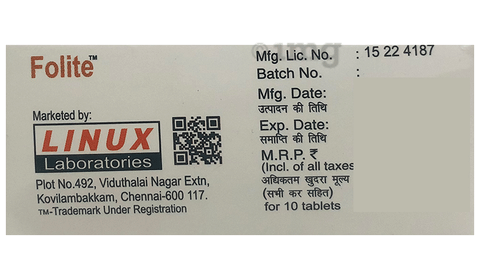 Folite™
Marketed by:
LINUX
Laboratories
Plot No.492, Viduthalai Nagar Extn,
Kovilambakkam, Chennai-600 117.
™-Trademark Under Registration
1mg
Mfg. Lic. No. : 15 22 4187
Batch No. :
Mfg. Date:
उत्पादन की तिथि
Exp. Date:
समाप्ति की तिथि
M.R.P. ₹
(Incl. of all taxes
अधिकतम खुदरा मूल्य
(सभी कर सहित)
for 10 tablets